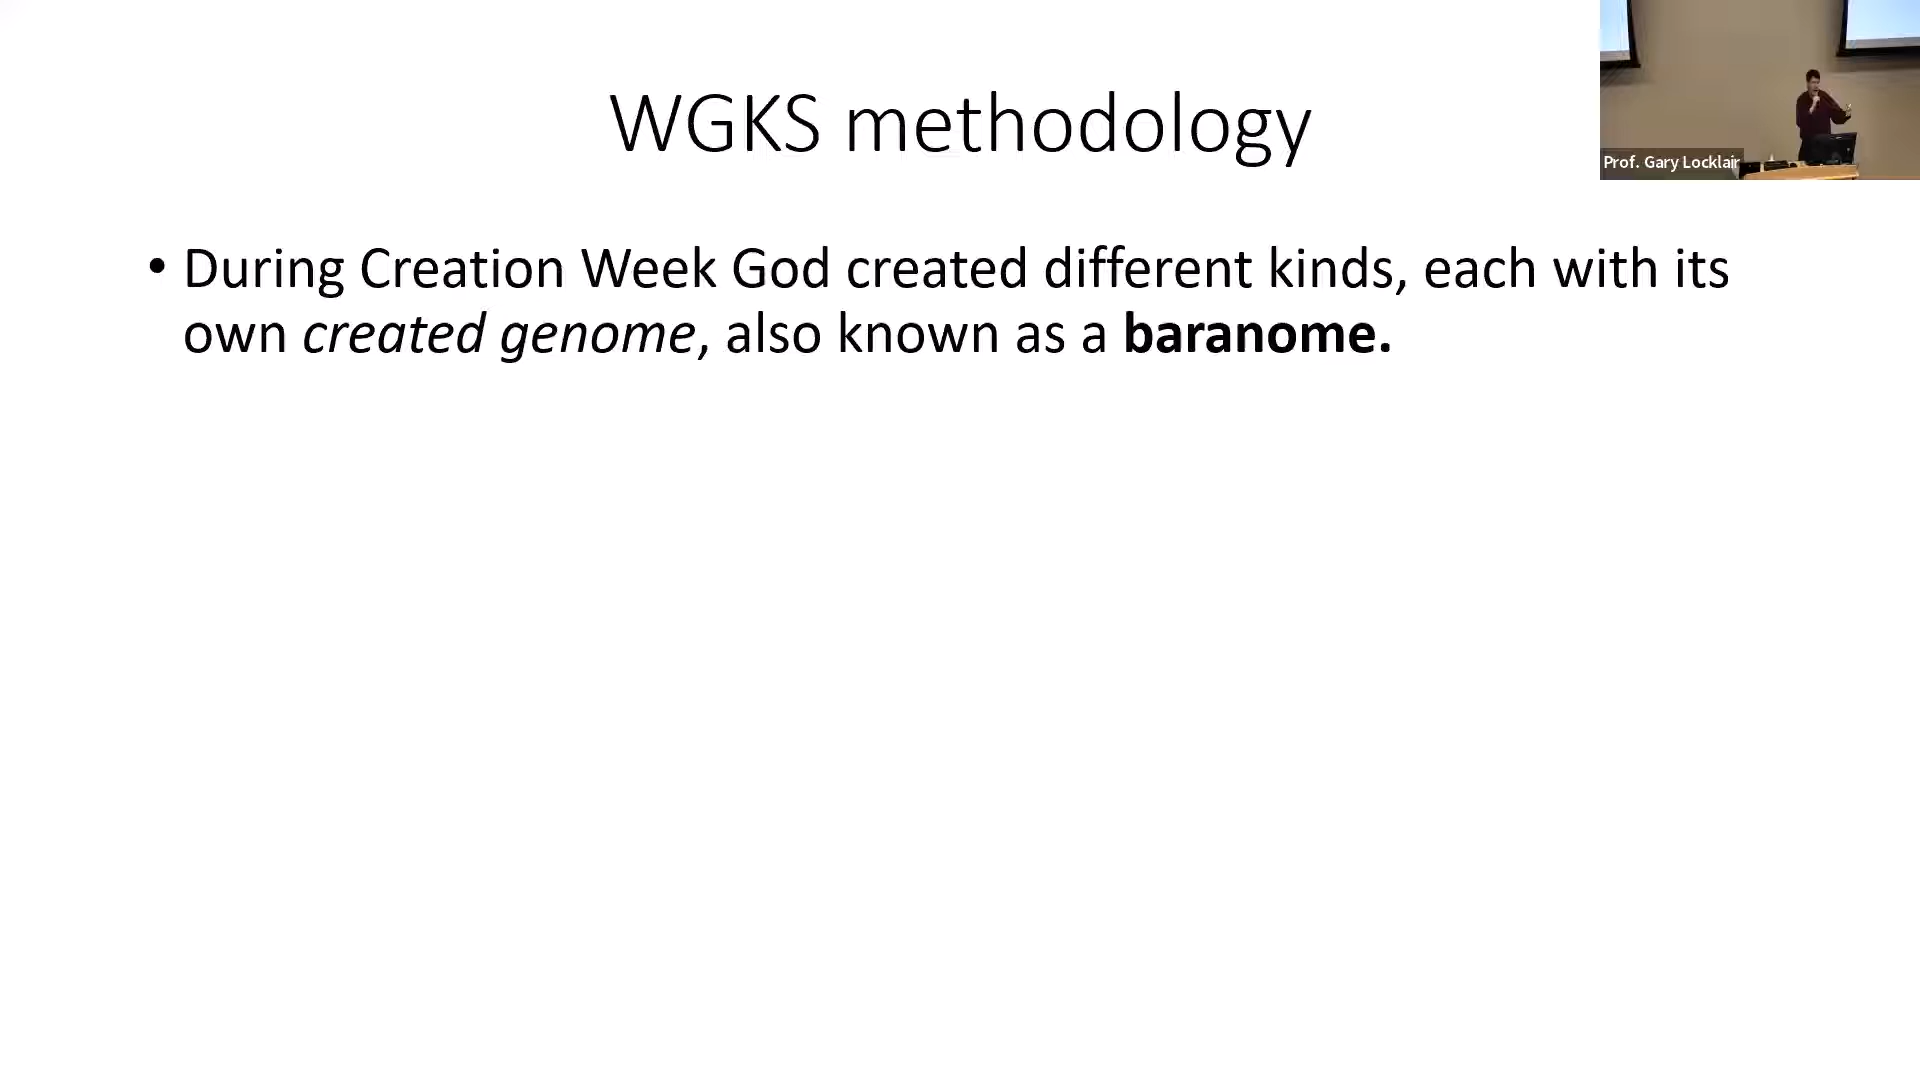 WGKS methodology
Prof. Gary Locklair
• During Creation Week God created different kinds, each with its
own created genome, also known as a baranome.